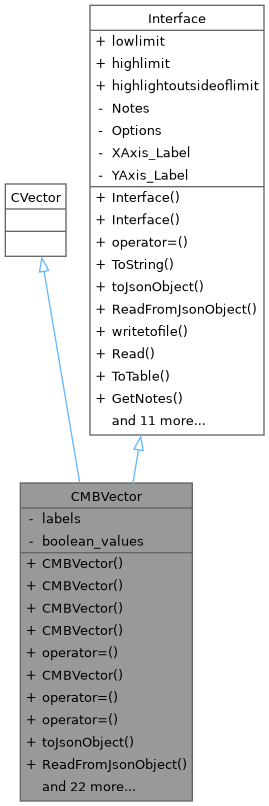 Interface
+ lowlimit
+ highlimit
+ highlightoutsideoflimit
- Notes
- Options
- XAxis_Label
- YAxis_Label
+ Interface()
+ Interface()
+ operator=()
+ ToString()
+ toJsonObject()
+ ReadFromJsonObject()
+ writetofile()
+ Read()
+ ToTable()
+ GetNotes()
and 11 more...
CVector
CMBVector
- labels
- boolean_values
+ CMBVector()
+ CMBVector()
+ CMBVector()
+ CMBVector()
+ operator=()
+ CMBVector()
+ operator=()
+ operator=()
+ toJsonObject()
+ ReadFromJsonObject()
and 22 more...